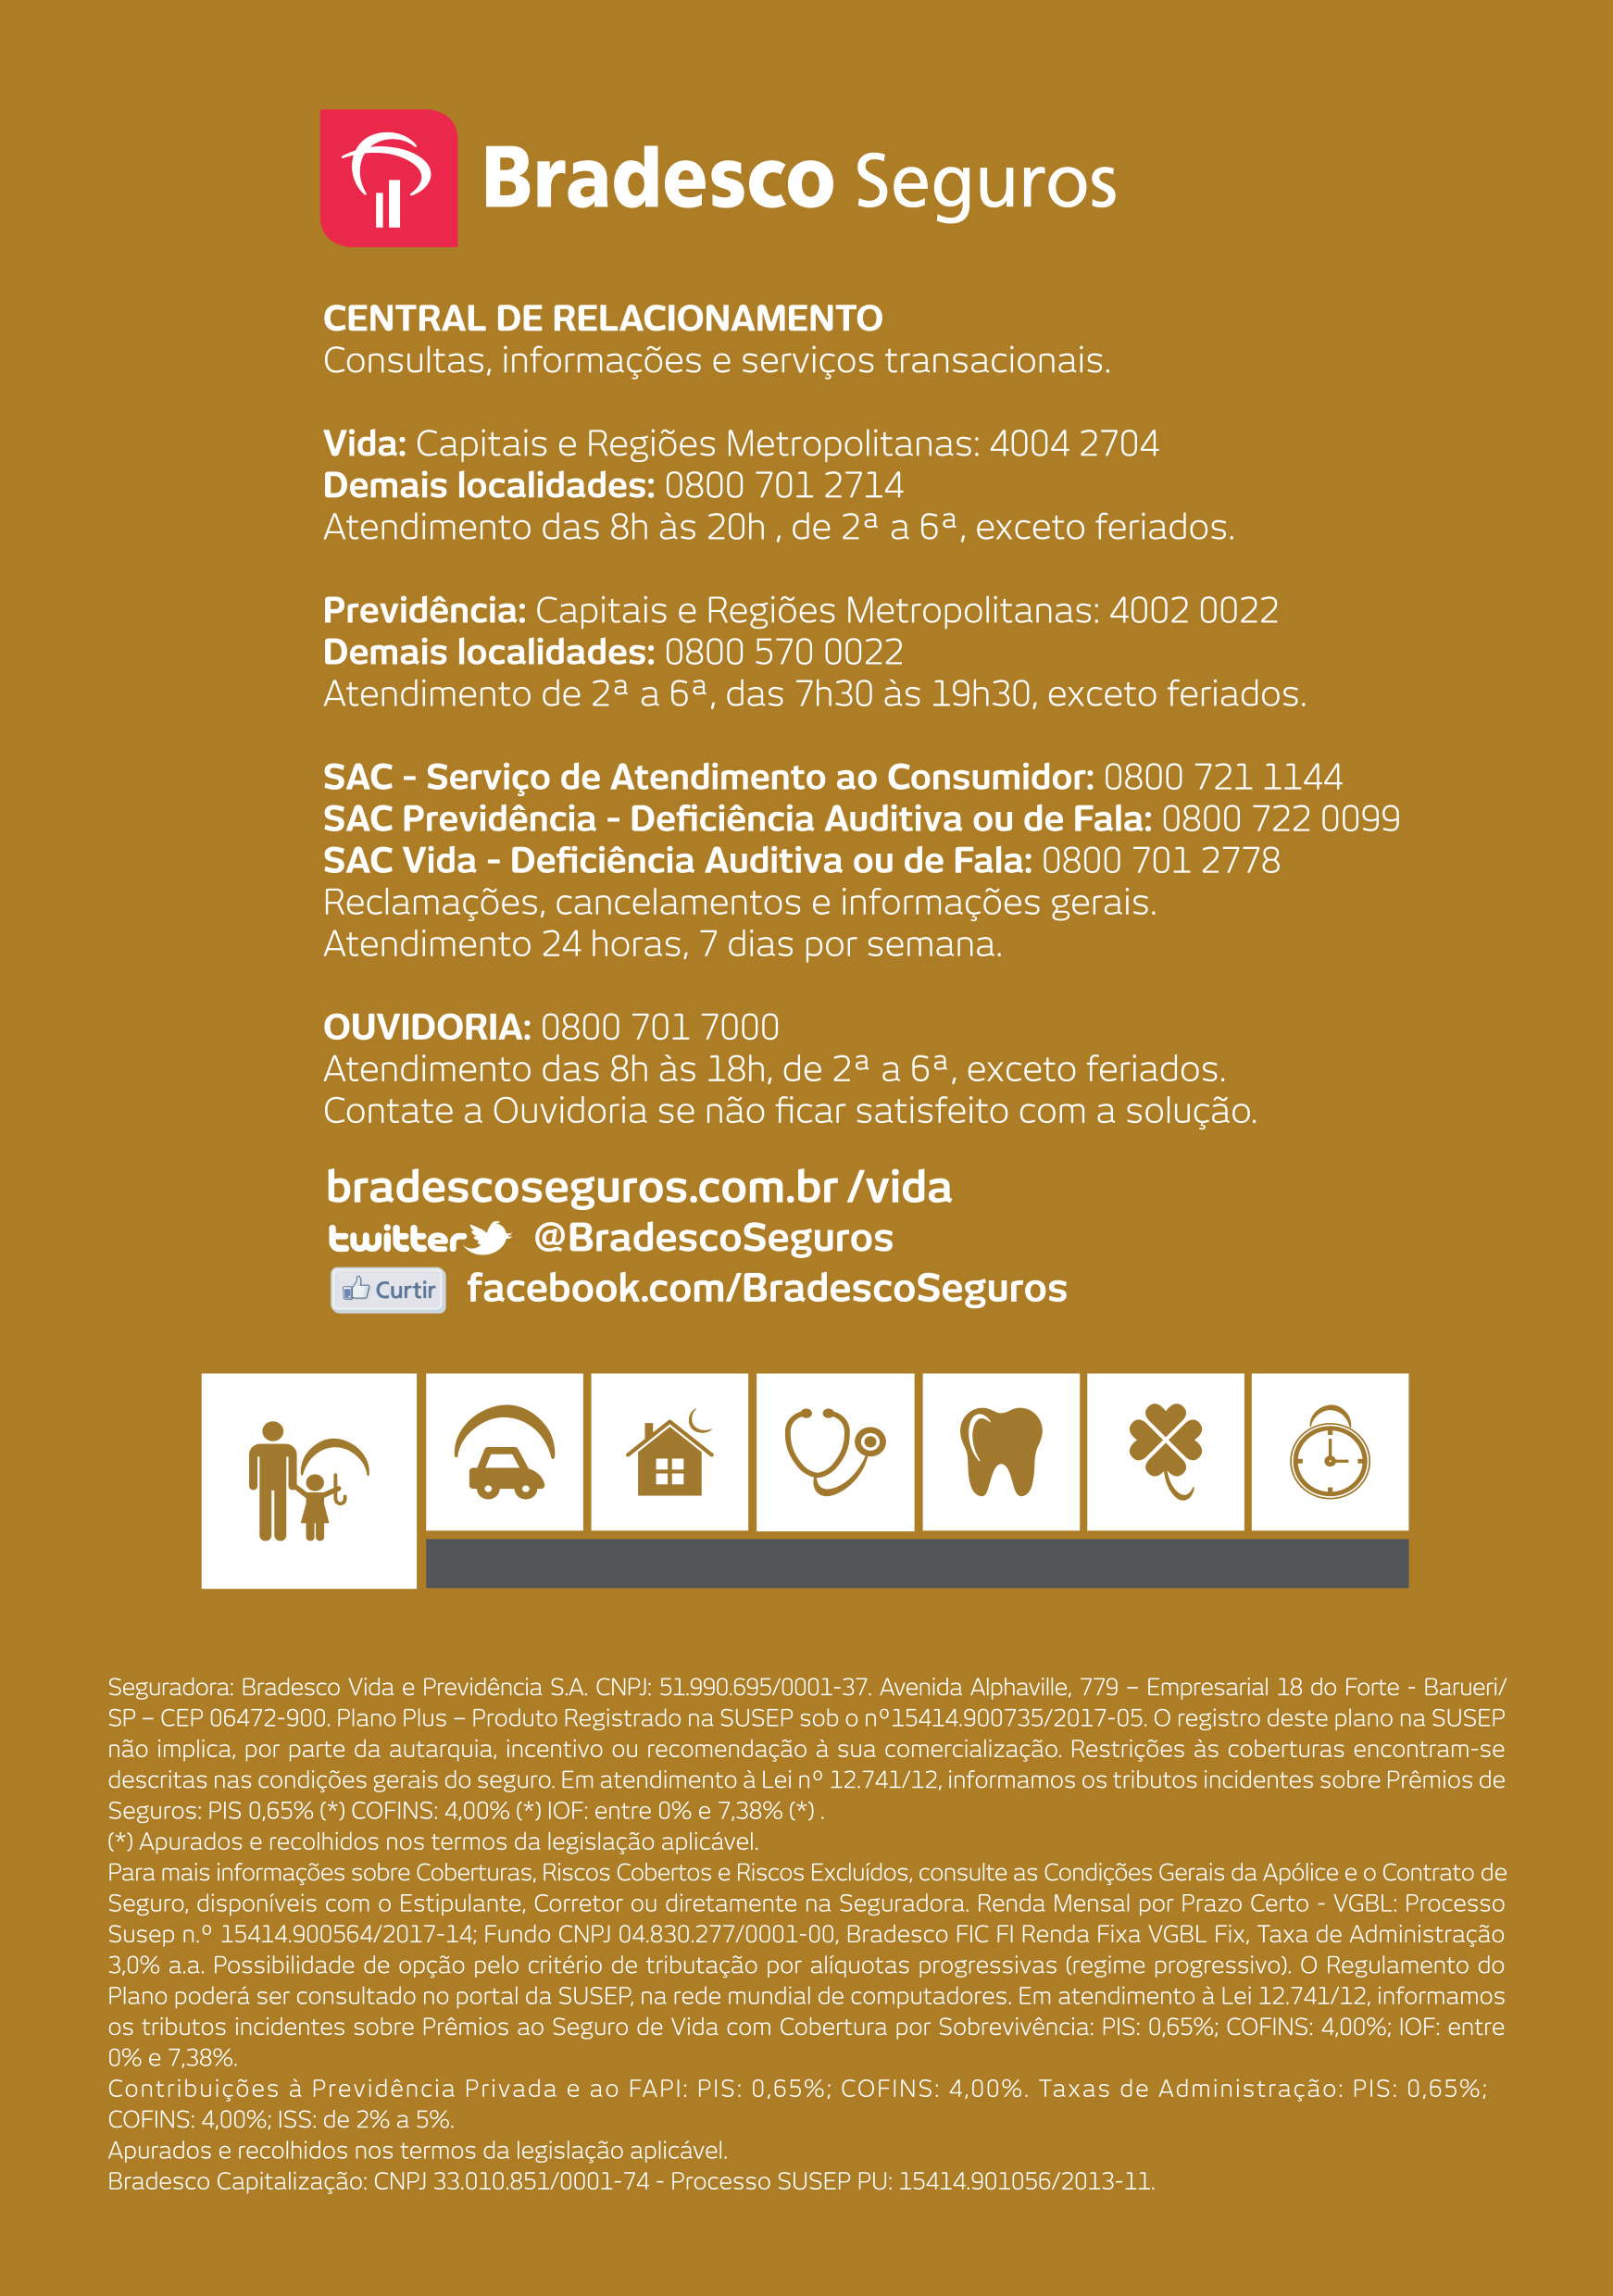 Bradesco Seguros
CENTRAL DE RELACIONAMENTO
Consultas, informações e serviços transacionais.
Vida: Capitais e Regiões Metropolitanas: 4004 2704
Demais localidades: 0800 701 2714
Atendimento das 8h às 20h , de 2ª a 6ª, exceto feriados.
Previdência: Capitais e Regiões Metropolitanas: 4002 0022
Demais localidades: 0800 570 0022
Atendimento de 2ª a 6ª, das 7h30 às 19h30, exceto feriados.
SAC - Serviço de Atendimento ao Consumidor: 0800 721 1144
SAC Previdência - Deficiência Auditiva ou de Fala: 0800 722 0099
SAC Vida - Deficiência Auditiva ou de Fala: 0800 701 2778
Reclamações, cancelamentos e informações gerais.
Atendimento 24 horas, 7 dias por semana.
OUVIDORIA: 0800 701 7000
Atendimento das 8h às 18h, de 2ª a 6ª, exceto feriados.
Contate a Ouvidoria se não ficar satisfeito com a solução.
bradescoseguros.com.br /vida
twitter @BradescoSeguros
Curtir facebook.com/BradescoSeguros
Seguradora: Bradesco Vida e Previdência S.A. CNPJ: 51.990.695/0001-37. Avenida Alphaville, 779 – Empresarial 18 do Forte - Barueri/
SP – CEP 06472-900. Plano Plus – Produto Registrado na SUSEP sob o nº15414.900735/2017-05. O registro deste plano na SUSEP
não implica, por parte da autarquia, incentivo ou recomendação à sua comercialização. Restrições às coberturas encontram-se
descritas nas condições gerais do seguro. Em atendimento à Lei nº 12.741/12, informamos os tributos incidentes sobre Prêmios de
Seguros: PIS 0,65% (*) COFINS: 4,00% (*) IOF: entre 0% e 7,38% (*) .
(*) Apurados e recolhidos nos termos da legislação aplicável.
Para mais informações sobre Coberturas, Riscos Cobertos e Riscos Excluídos, consulte as Condições Gerais da Apólice e o Contrato de
Seguro, disponíveis com o Estipulante, Corretor ou diretamente na Seguradora. Renda Mensal por Prazo Certo - VGBL: Processo
Susep n.º 15414.900564/2017-14; Fundo CNPJ 04.830.277/0001-00, Bradesco FIC FI Renda Fixa VGBL Fix, Taxa de Administração
3,0% a.a. Possibilidade de opção pelo critério de tributação por alíquotas progressivas (regime progressivo). O Regulamento do
Plano poderá ser consultado no portal da SUSEP, na rede mundial de computadores. Em atendimento à Lei 12.741/12, informamos
os tributos incidentes sobre Prêmios ao Seguro de Vida com Cobertura por Sobrevivência: PIS: 0,65%; COFINS: 4,00%; IOF: entre
0% e 7,38%.
Contribuições à Previdência Privada e ao FAPI: PIS: 0,65%; COFINS: 4,00%. Taxas de Administração: PIS: 0,65%;
COFINS: 4,00%; ISS: de 2% a 5%.
Apurados e recolhidos nos termos da legislação aplicável.
Bradesco Capitalização: CNPJ 33.010.851/0001-74 - Processo SUSEP PU: 15414.901056/2013-11.